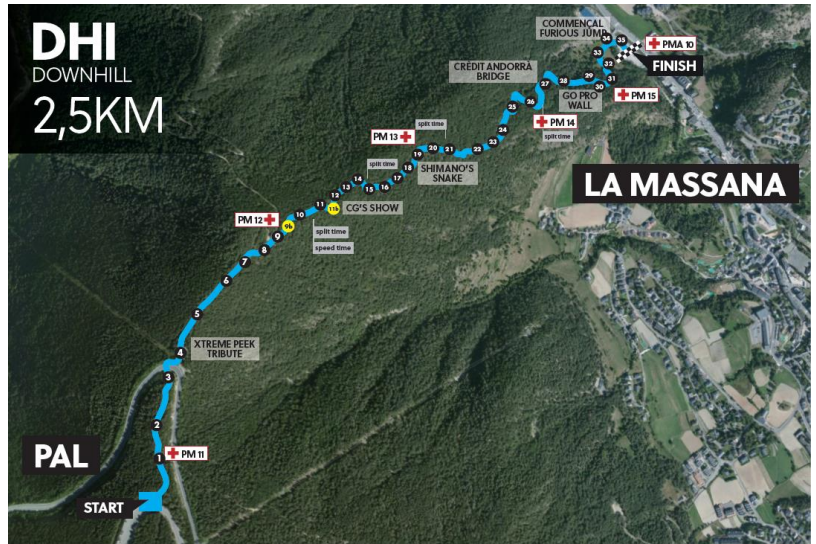 DHI
DOWNHILL
2,5KM
COMMENÇAL
FURIOUS JUMP
34
35
PMA 10
33
FINISH
32
CRÈDIT ANDORRÀ
BRIDGE
27
28
29
30
31
GO PRO
WALL
PM 15
25
26
PM 14
split time
24
23
22
21
20
19
18
split time
PM 13
SHIMANO'S
SNAKE
LA MASSANA
split time
17
16
15
14
13
12
11
11b
CG'S SHOW
split time
speed time
PM 12
10
9b
9
8
7
6
5
4
XTREME PEEK
TRIBUTE
3
2
1
PM 11
PAL
START